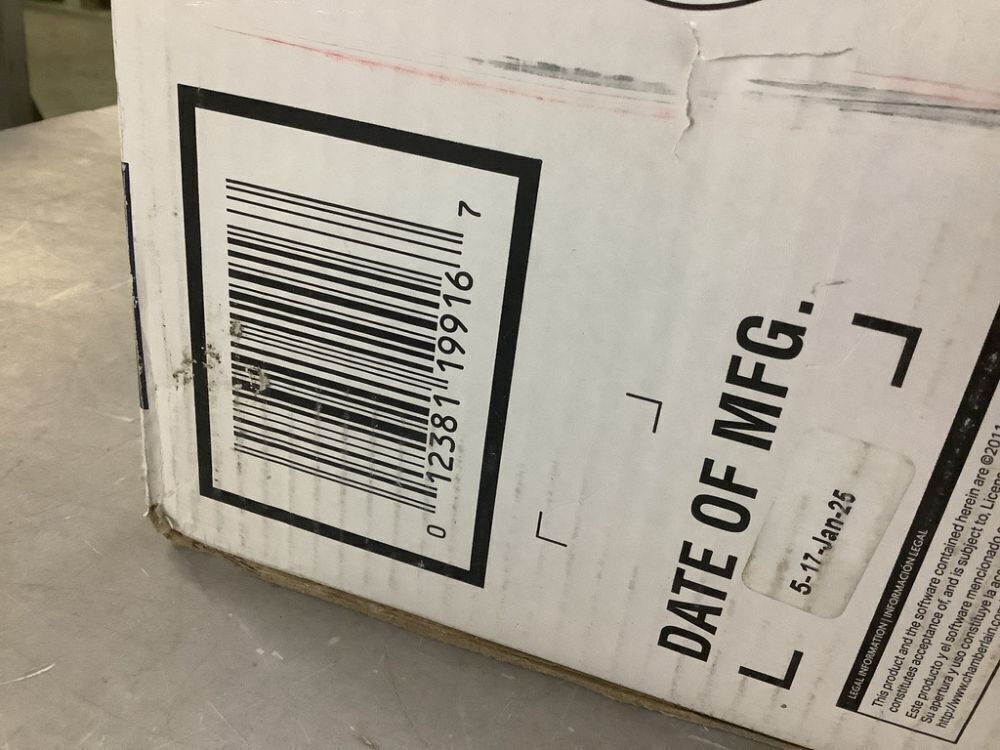 0 12381 19916 7
DATE OF MFG.
5-17-Jan-25
LEGAL INFORMATION | INFORMACIÓN LEGAL
This product and the software contained herein are ©2011
constitutes acceptance of, and is subject to,
Este producto y el software mencionado
Su apertura y uso constituye la
http://www.chamberlain.com